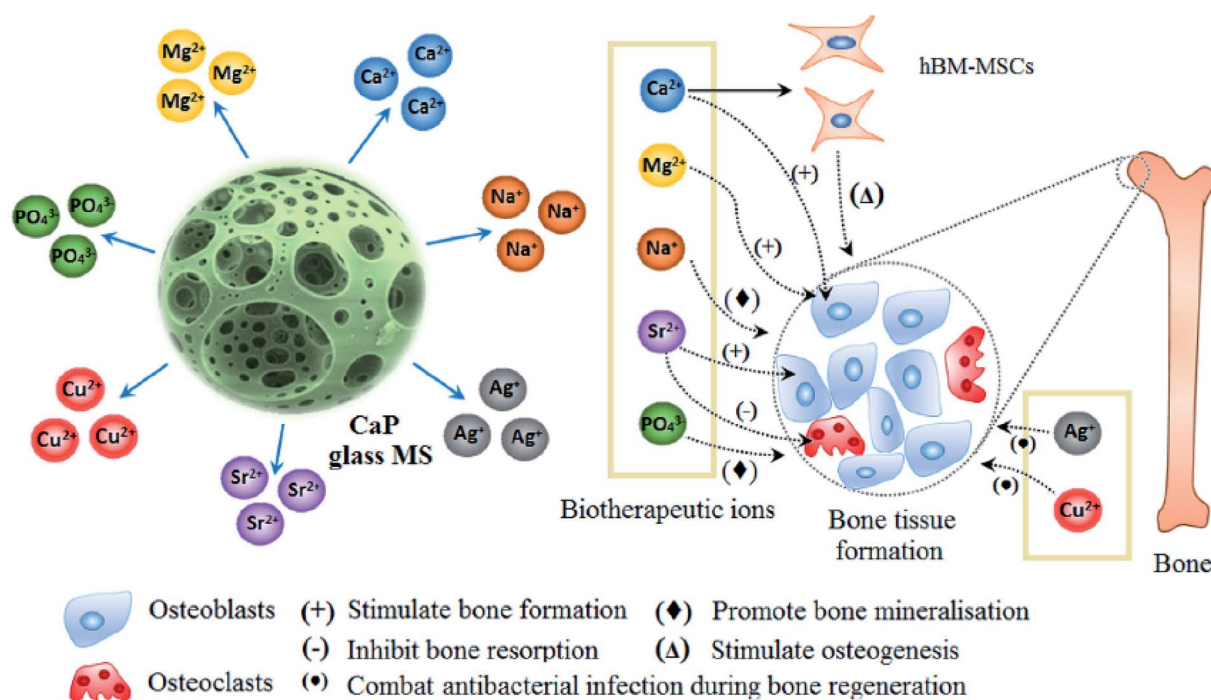 Mg²⁺
Mg²⁺
Mg²⁺
Ca²⁺
Ca²⁺
Ca²⁺
PO₄³⁻
PO₄³⁻
PO₄³⁻
Na⁺
Na⁺
Na⁺
Cu²⁺
Cu²⁺
Cu²⁺
Ag⁺
Ag⁺
Ag⁺
Sr²⁺
Sr²⁺
Sr²⁺
CaP
glass MS
Ca²⁺
Mg²⁺
Na⁺
Sr²⁺
PO₄³⁻
Biotherapeutic ions
hBM-MSCs
(+)
(Δ)
(+)
(♦)
(+)
(-)
(♦)
Bone tissue
formation
Ag⁺
(•)
Cu²⁺
(•)
Bone
Osteoblasts (+) Stimulate bone formation (♦) Promote bone mineralisation
(-) Inhibit bone resorption (Δ) Stimulate osteogenesis
Osteoclasts (•) Combat antibacterial infection during bone regeneration